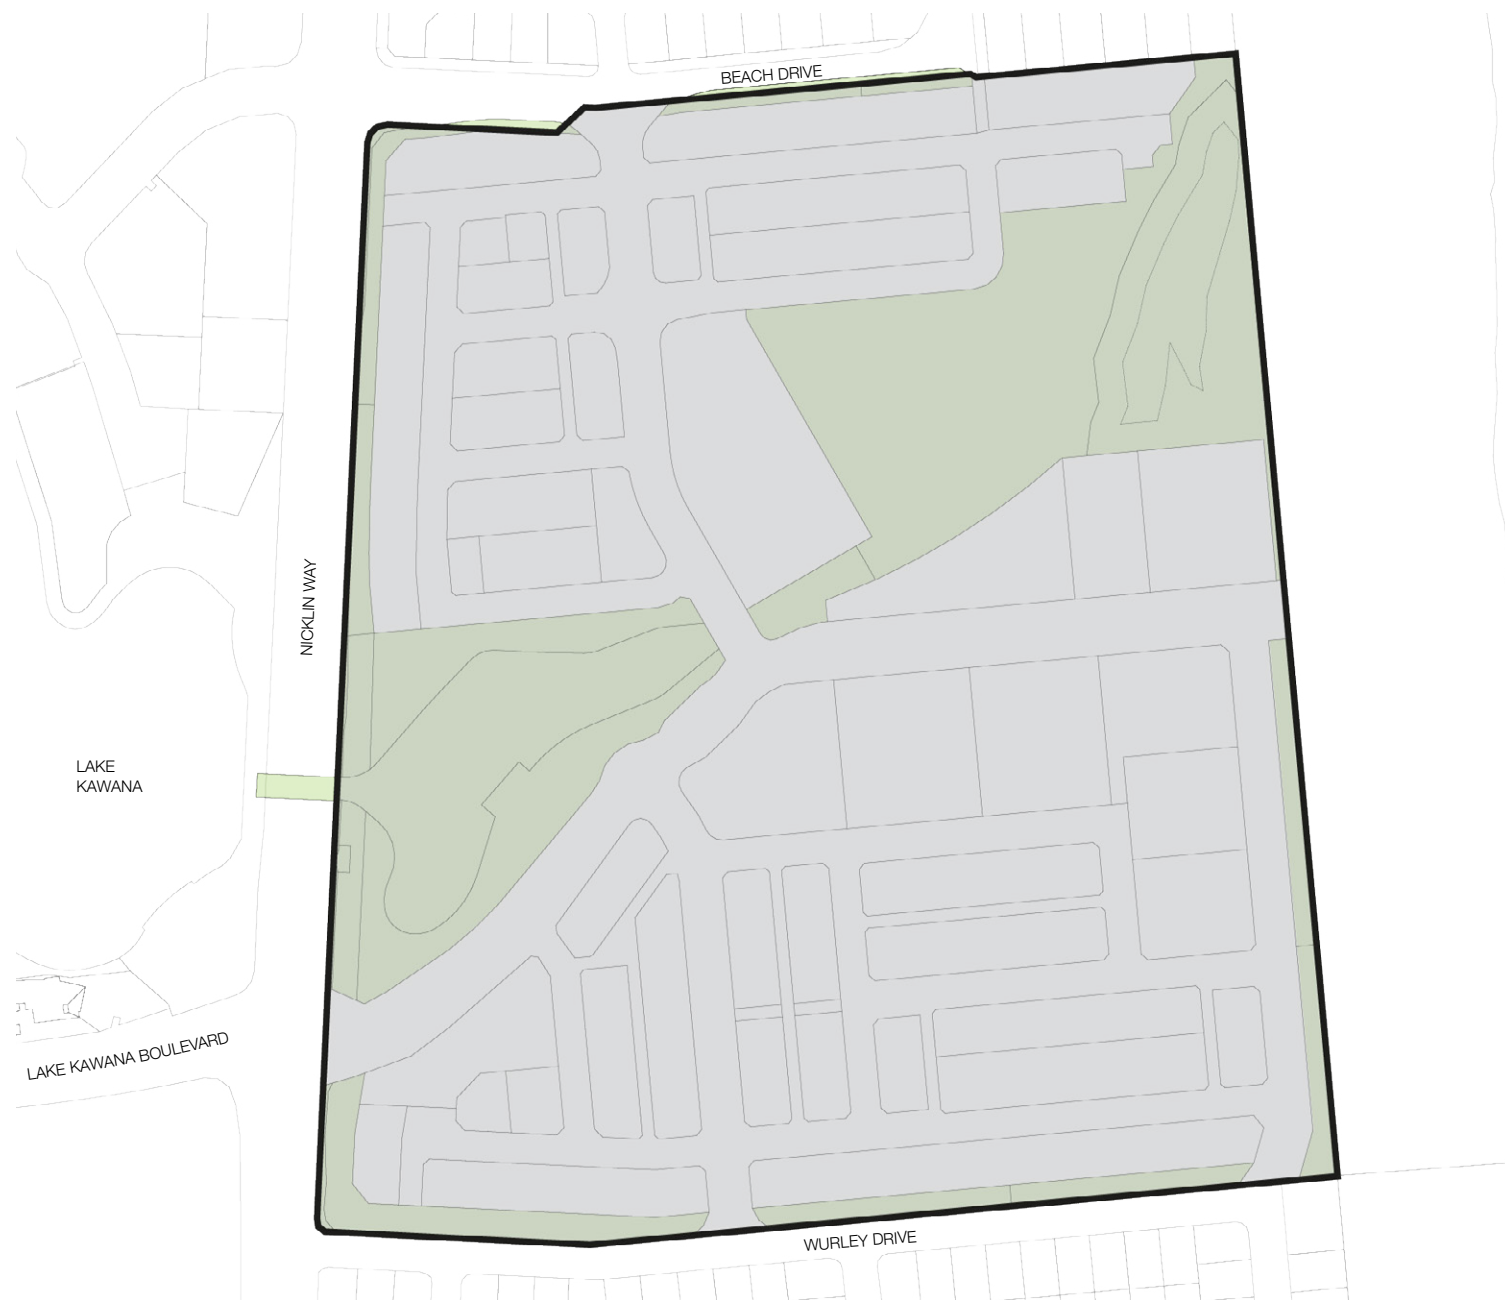 BEACH DRIVE
NICKLIN WAY
LAKE
KAWANA
LAKE KAWANA BOULEVARD
WURLEY DRIVE